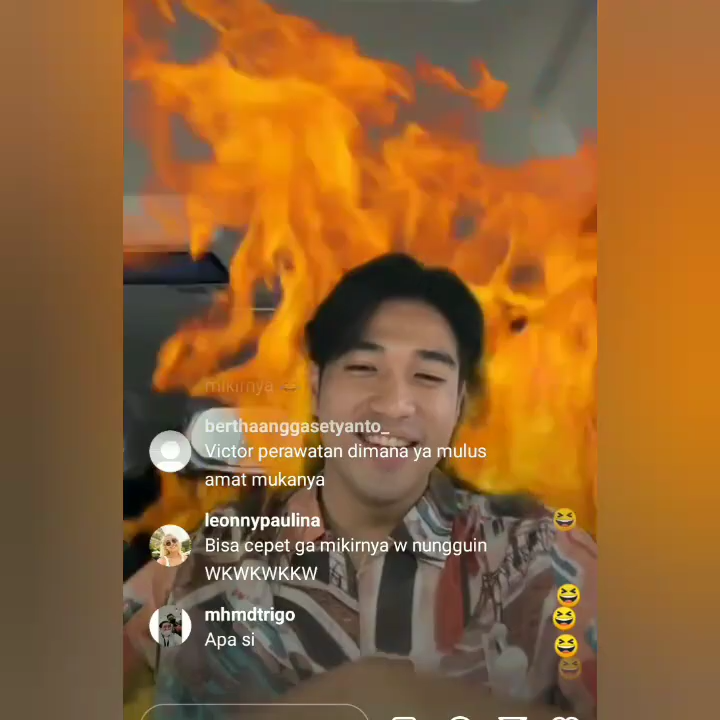 mikirnya
berthaanggasetyanto_
Victor perawatan dimana ya mulus
amat mukanya
leonnypaulina
Bisa cepet ga mikirnya w nungguin
WKWKWKKW
mhmdtrigo
Apa si